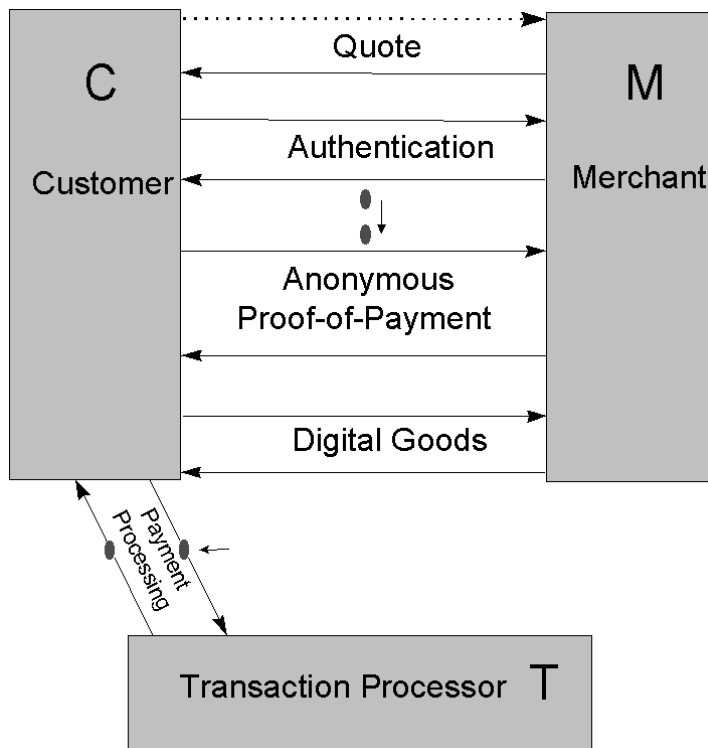 Quote
C
M
Authentication
Customer
Merchant
Anonymous
Proof-of-Payment
Digital Goods
Payment
Processing
Transaction Processor T